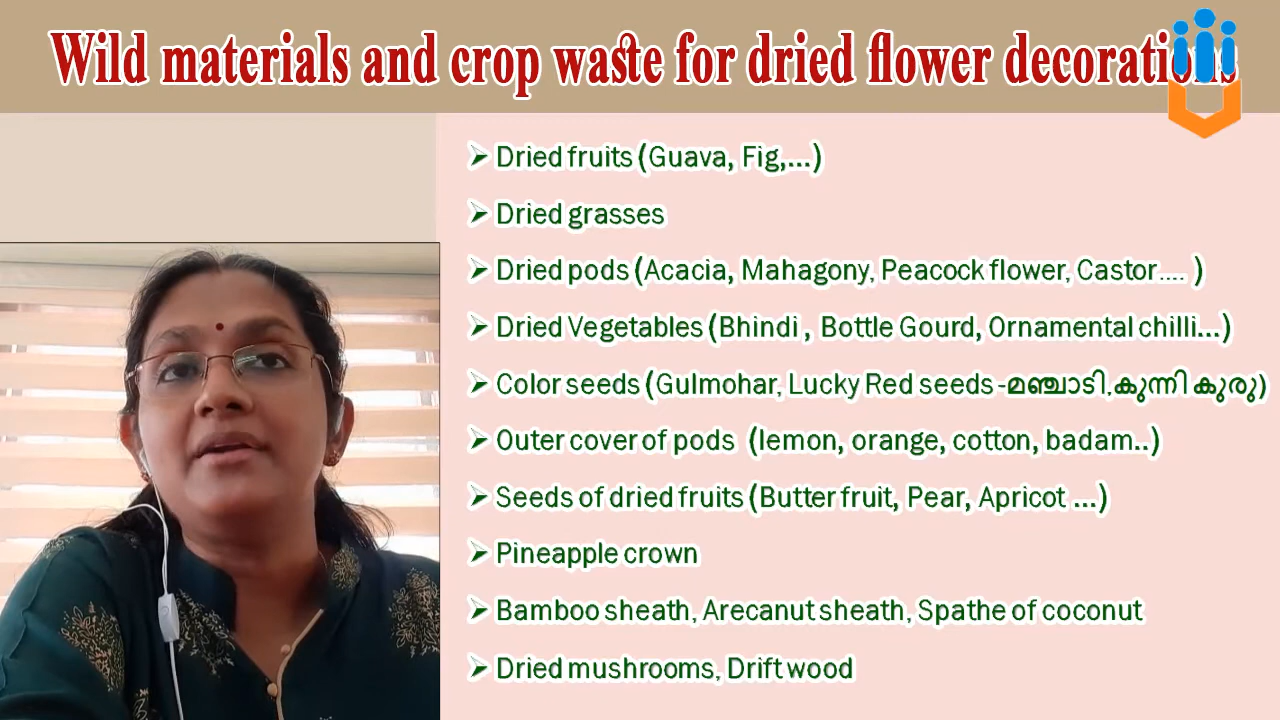 Wild materials and crop waste for dried flower decorations
Dried fruits (Guava, Fig,...)
Dried grasses
Dried pods (Acacia, Mahagony, Peacock flower, Castor.... )
Dried Vegetables (Bhindi , Bottle Gourd, Ornamental chilli...)
Color seeds (Gulmohar, Lucky Red seeds -മഞ്ചാടി,കുന്നി കുരു)
Outer cover of pods (lemon, orange, cotton, badam..)
Seeds of dried fruits (Butter fruit, Pear, Apricot ...)
Pineapple crown
Bamboo sheath, Arecanut sheath, Spathe of coconut
Dried mushrooms, Drift wood